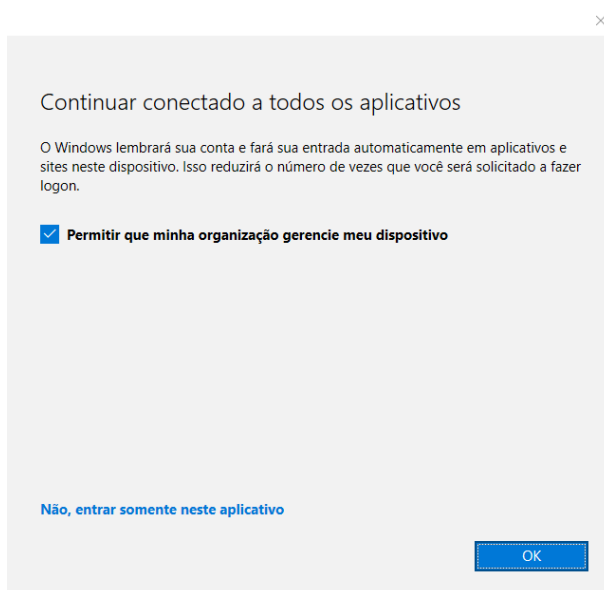 Continuar conectado a todos os aplicativos
O Windows lembrará sua conta e fará sua entrada automaticamente em aplicativos e
sites neste dispositivo. Isso reduzirá o número de vezes que você será solicitado a fazer
logon.
Permitir que minha organização gerencie meu dispositivo
Não, entrar somente neste aplicativo
OK